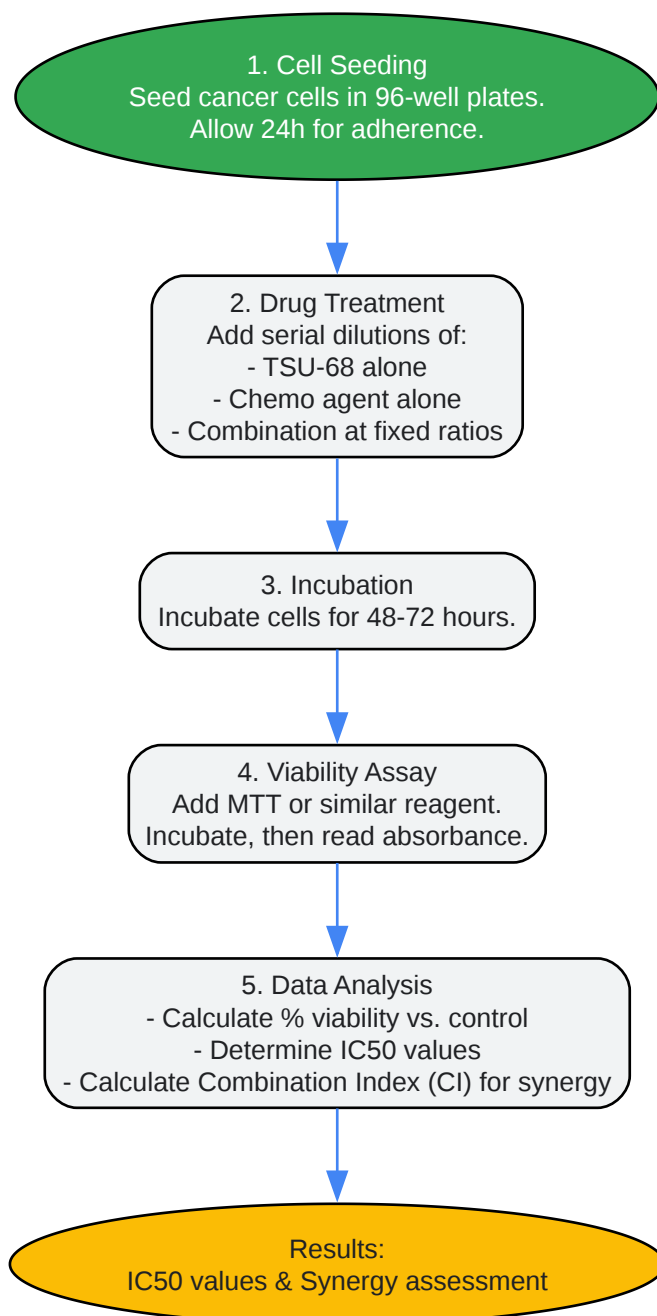 1. Cell Seeding
Seed cancer cells in 96-well plates.
Allow 24h for adherence.
2. Drug Treatment
Add serial dilutions of:
- TSU-68 alone
- Chemo agent alone
- Combination at fixed ratios
3. Incubation
Incubate cells for 48-72 hours.
4. Viability Assay
Add MTT or similar reagent.
Incubate, then read absorbance.
5. Data Analysis
- Calculate % viability vs. control
- Determine IC50 values
- Calculate Combination Index (CI) for synergy
Results:
IC50 values & Synergy assessment